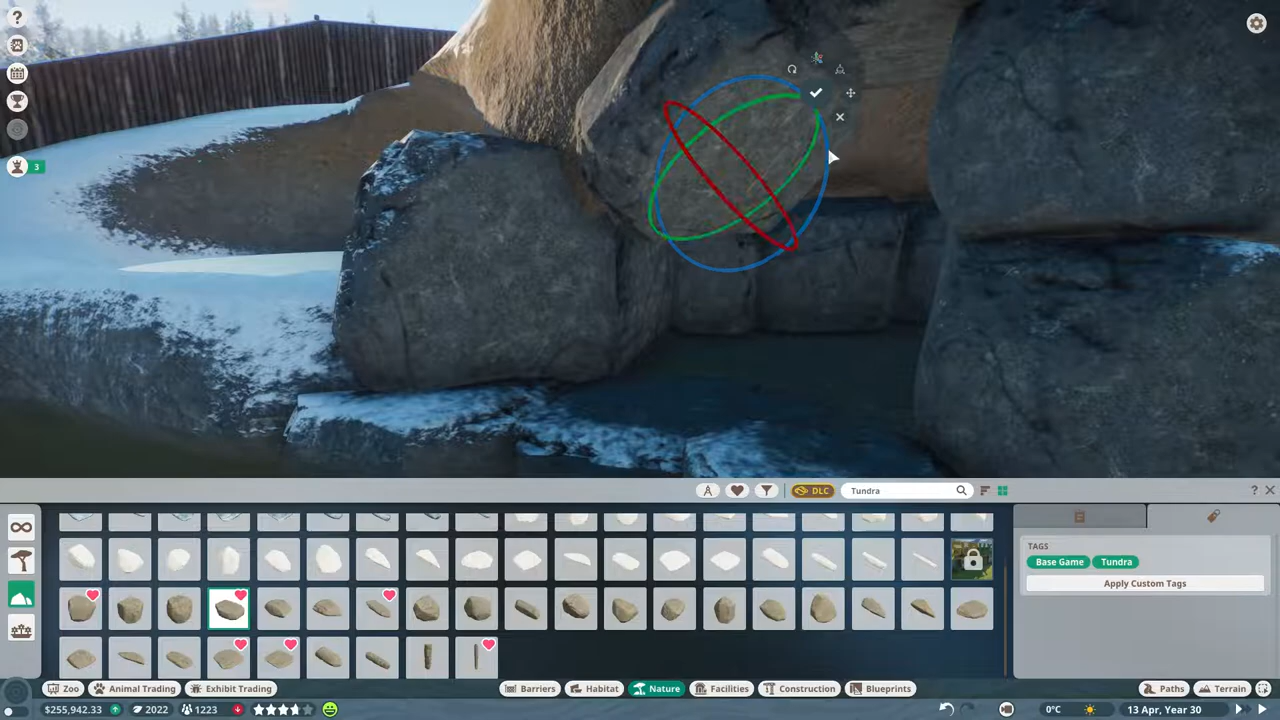 3
DLC
Tundra
TAGS
Base Game
Tundra
Apply Custom Tags
Zoo
Animal Trading
Exhibit Trading
Barriers
Habitat
Nature
Facilities
Construction
Blueprints
Paths
Terrain
$255,942.33
2022
1223
0°C
13 Apr, Year 30